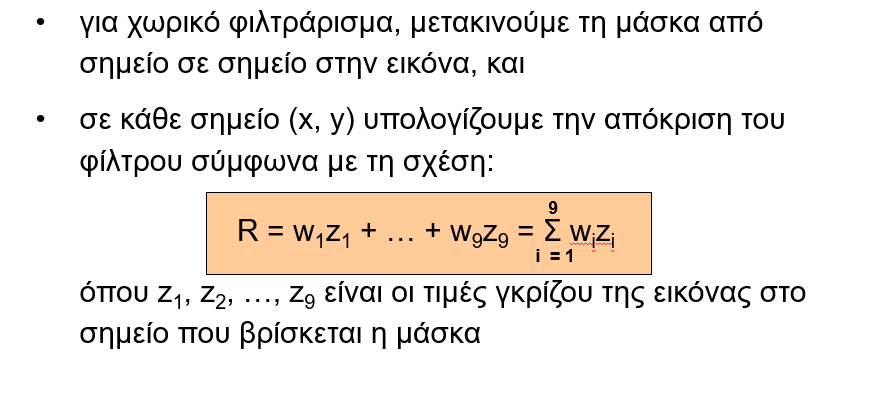 • για χωρικό φιλτράρισμα, μετακινούμε τη μάσκα από
σημείο σε σημείο στην εικόνα, και
• σε κάθε σημείο (x, y) υπολογίζουμε την απόκριση του
φίλτρου σύμφωνα με τη σχέση:
9
R = w₁z₁ + … + w₉z₉ = Σ wᵢzᵢ
i = 1
όπου z₁, z₂, …, z₉ είναι οι τιμές γκρίζου της εικόνας στο
σημείο που βρίσκεται η μάσκα